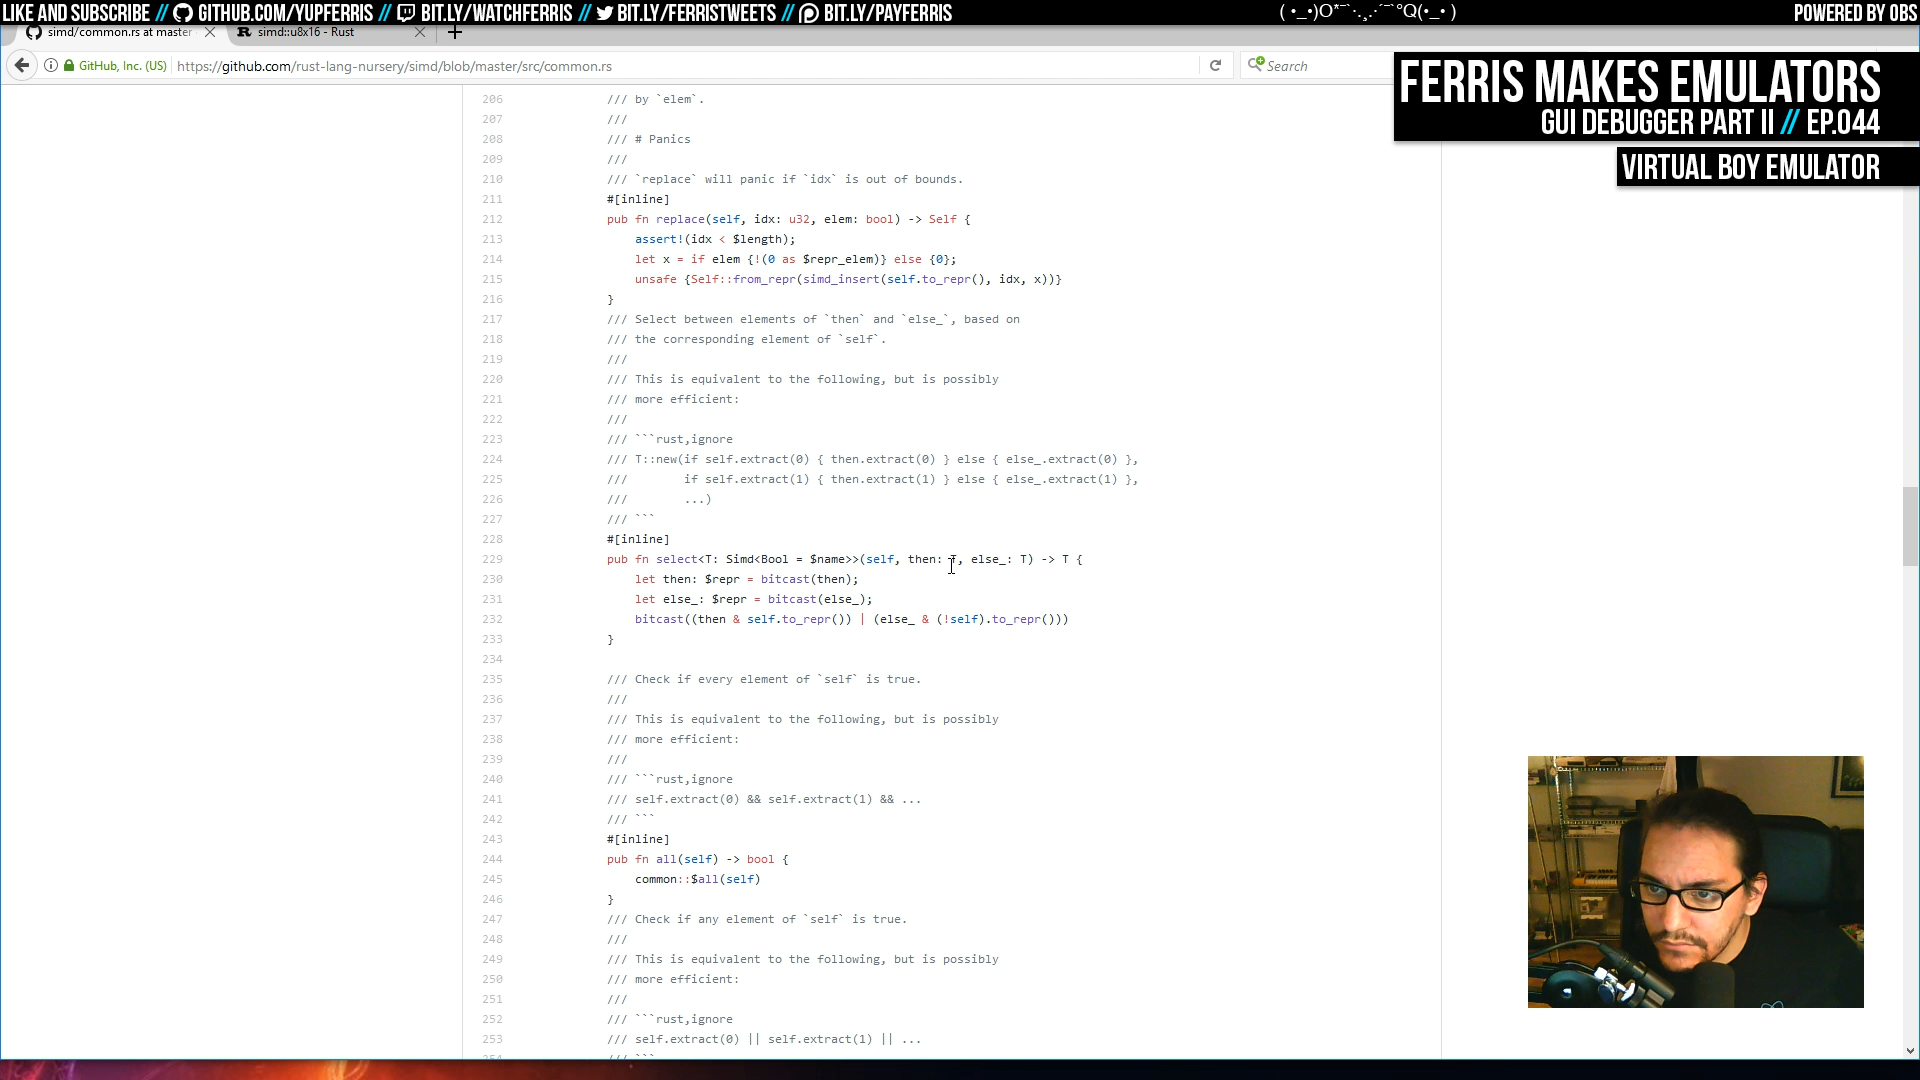 LIKE AND SUBSCRIBE // GITHUB.COM/YUPFERRIS // BIT.LY/WATCHFERRIS // BIT.LY/FERRISTWEETS // BIT.LY/PAYFERRIS
POWERED BY OBS
simd/common.rs at master
simd::u8x16 - Rust
GitHub, Inc. (US)
https://github.com/rust-lang-nursery/simd/blob/master/src/common.rs
Search
FERRIS MAKES EMULATORS
GUI DEBUGGER PART II // EP.044
VIRTUAL BOY EMULATOR
206 /// by `elem`.
207 ///
208 /// # Panics
209 ///
210 /// `replace` will panic if `idx` is out of bounds.
211 #[inline]
212 pub fn replace(self, idx: u32, elem: bool) -> Self {
213 assert!(idx < $length);
214 let x = if elem {!(0 as $repr_elem)} else {0};
215 unsafe {Self::from_repr(simd_insert(self.to_repr(), idx, x))}
216 }
217 /// Select between elements of `then` and `else_`, based on
218 /// the corresponding element of `self`.
219 ///
220 /// This is equivalent to the following, but is possibly
221 /// more efficient:
222 ///
223 /// ```rust,ignore
224 /// T::new(if self.extract(0) { then.extract(0) } else { else_.extract(0) },
225 /// if self.extract(1) { then.extract(1) } else { else_.extract(1) },
226 /// ...)
227 /// ```
228 #[inline]
229 pub fn select<T: Simd<Bool = $name>>(self, then: T, else_: T) -> T {
230 let then: $repr = bitcast(then);
231 let else_: $repr = bitcast(else_);
232 bitcast((then & self.to_repr()) | (else_ & (!self).to_repr()))
233 }
234
235 /// Check if every element of `self` is true.
236 ///
237 /// This is equivalent to the following, but is possibly
238 /// more efficient:
239 ///
240 /// ```rust,ignore
241 /// self.extract(0) && self.extract(1) && ...
242 /// ```
243 #[inline]
244 pub fn all(self) -> bool {
245 common::$all(self)
246 }
247 /// Check if any element of `self` is true.
248 ///
249 /// This is equivalent to the following, but is possibly
250 /// more efficient:
251 ///
252 /// ```rust,ignore
253 /// self.extract(0) || self.extract(1) || ...
254 /// ```